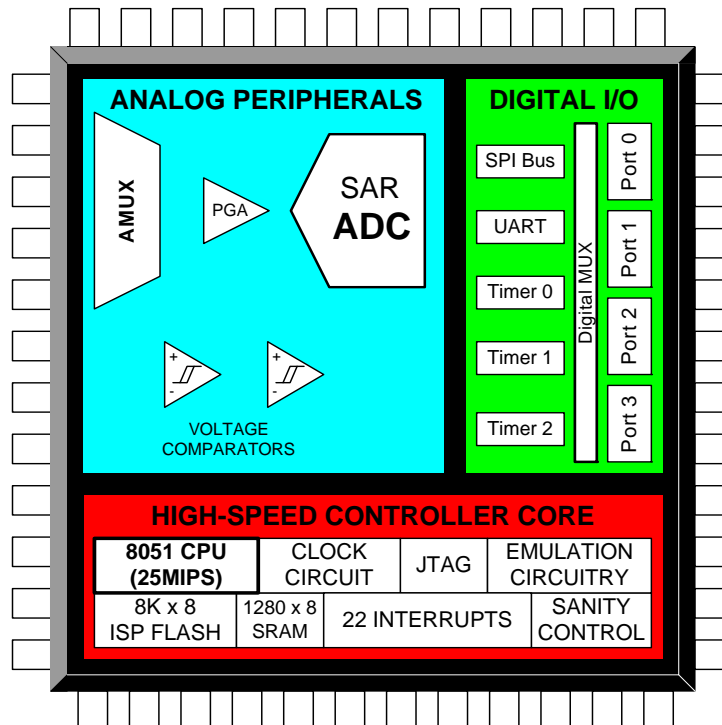 ANALOG PERIPHERALS
AMUX
PGA
SAR
ADC
+
-
+
-
VOLTAGE
COMPARATORS
DIGITAL I/O
SPI Bus
UART
Timer 0
Timer 1
Timer 2
Digital MUX
Port 0
Port 1
Port 2
Port 3
HIGH-SPEED CONTROLLER CORE
8051 CPU
(25MIPS)
CLOCK
CIRCUIT
JTAG
EMULATION
CIRCUITRY
8K x 8
ISP FLASH
1280 x 8
SRAM
22 INTERRUPTS
SANITY
CONTROL